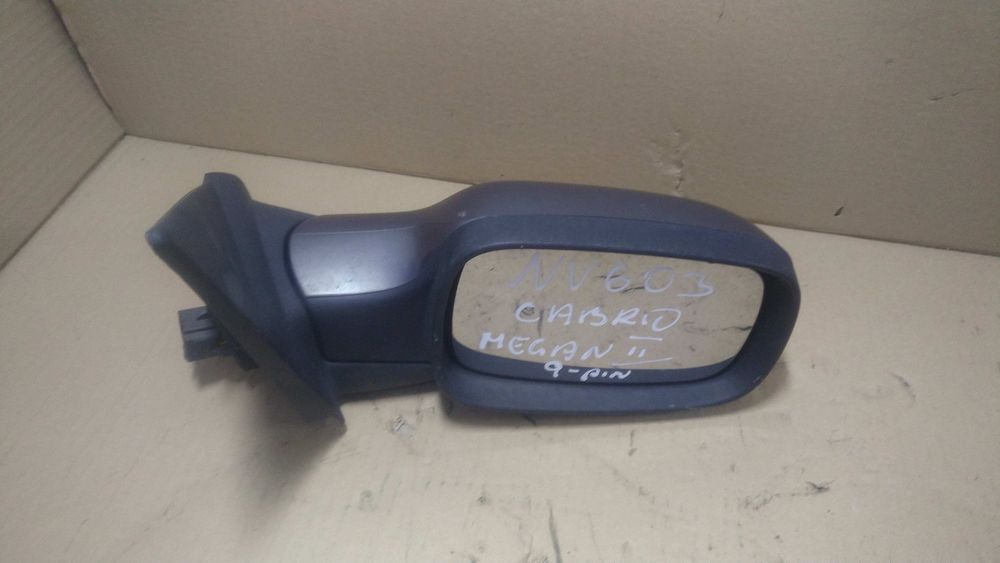 NV603
CABRIO
MEGAN II
9-PIN